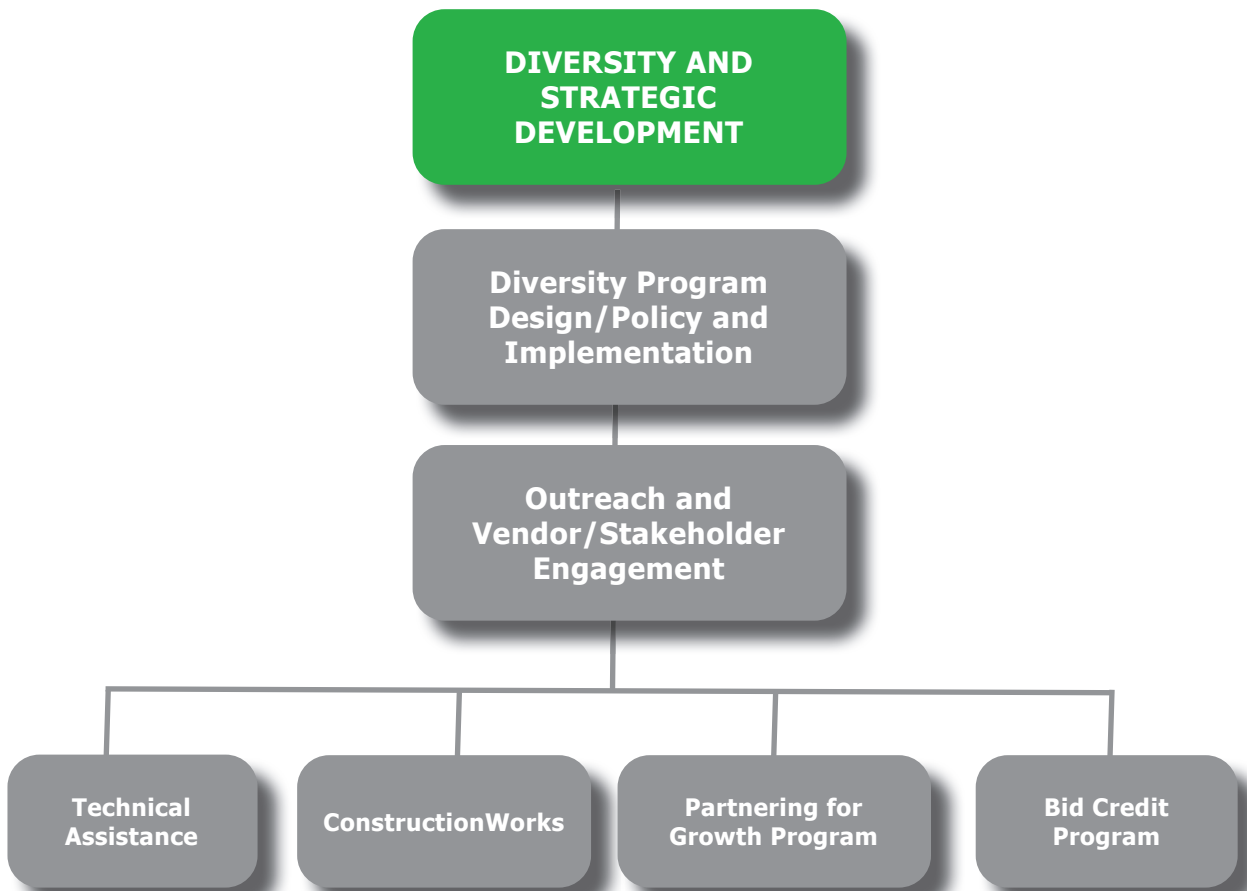 DIVERSITY AND
STRATEGIC
DEVELOPMENT
Diversity Program
Design/Policy and
Implementation
Outreach and
Vendor/Stakeholder
Engagement
Technical
Assistance
ConstructionWorks
Partnering for
Growth Program
Bid Credit
Program